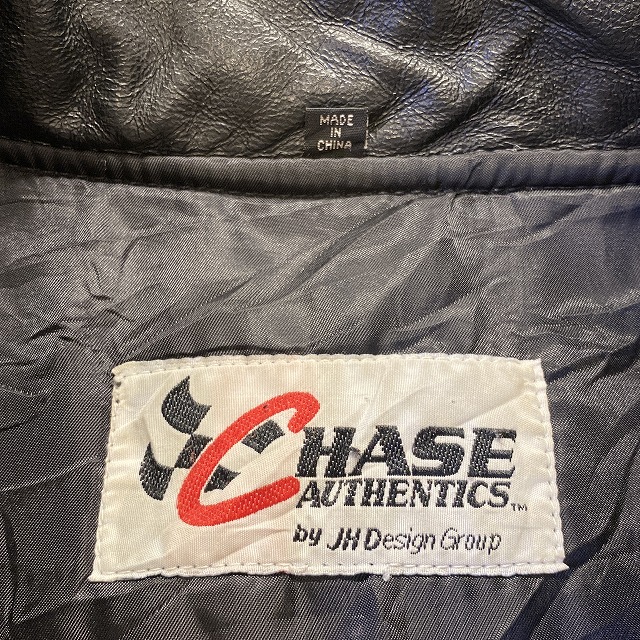 MADE
IN
CHINA
CHASE
AUTHENTICS™
by JH Design Group